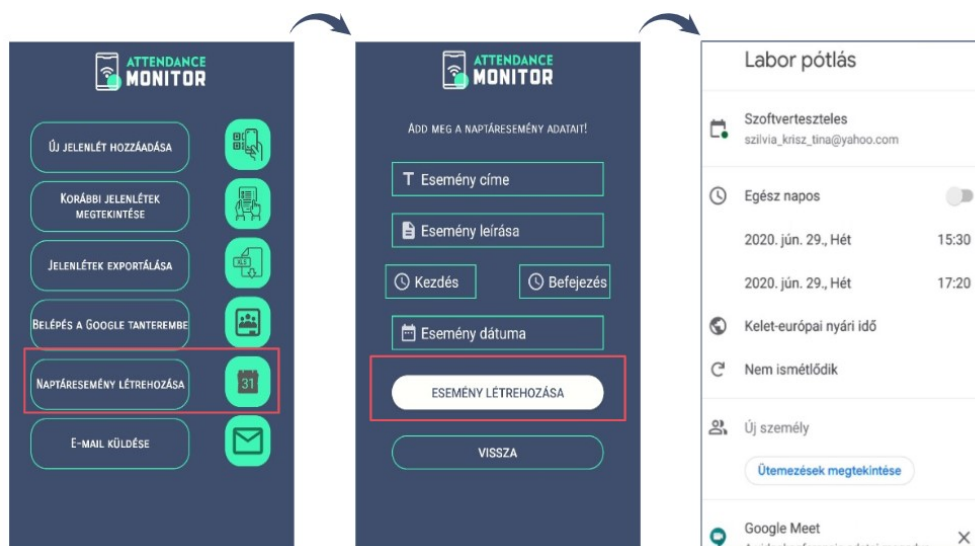 ATTENDANCE
MONITOR
ÚJ JELENLÉT HOZZÁADÁSA
KORÁBBI JELENLÉTEK
MEGTEKINTÉSE
JELENLÉTEK EXPORTÁLÁSA
XLS
BELÉPÉS A GOOGLE TANTEREMBE
NAPTÁRESEMÉNY LÉTREHOZÁSA
31
E-MAIL KÜLDÉSE
ATTENDANCE
MONITOR
ADD MEG A NAPTÁRESEMÉNY ADATAIT!
Esemény címe
Esemény leírása
Kezdés
Befejezés
Esemény dátuma
ESEMÉNY LÉTREHOZÁSA
VISSZA
Labor pótlás
Szoftverteszteles
szilvia_krisz_tina@yahoo.com
Egész napos
2020. jún. 29., Hét 15:30
2020. jún. 29., Hét 17:20
Kelet-európai nyári idő
Nem ismétlődik
Új személy
Ütemezések megtekintése
Google Meet